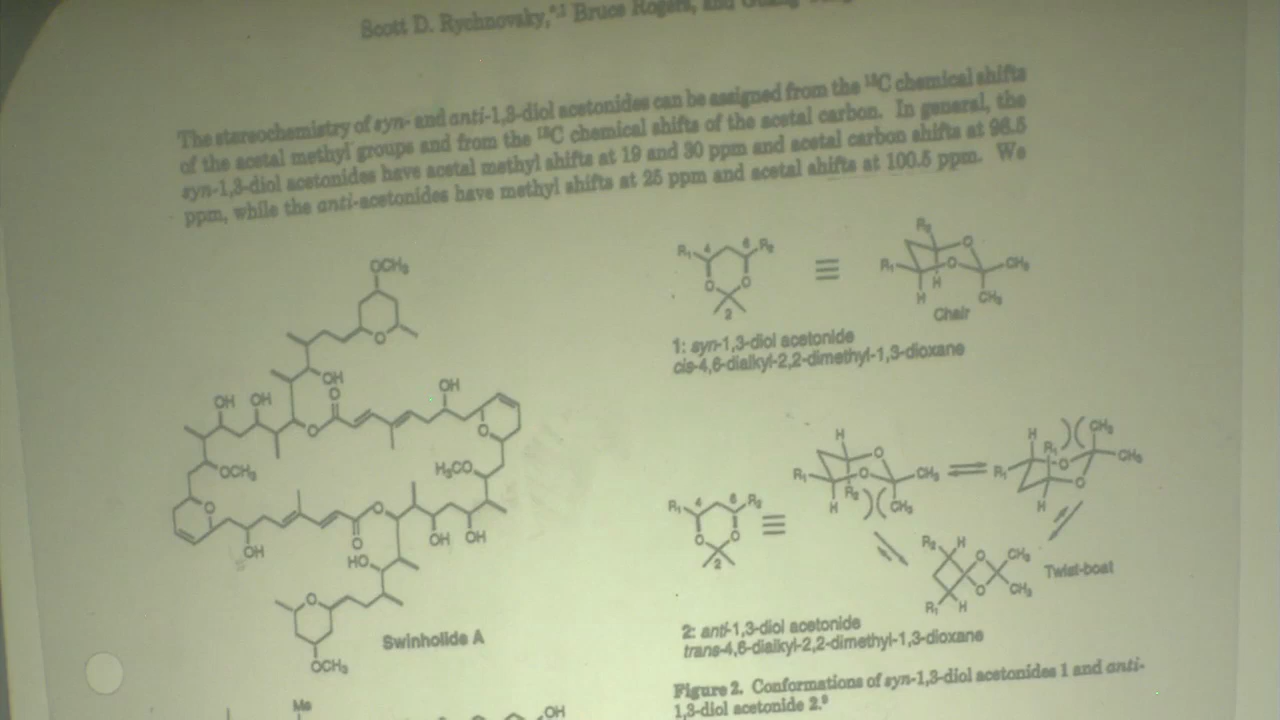 Scott D. Rychnovsky,*,1 Bruce Rogers, and
The stereochemistry of syn- and anti-1,3-diol acetonides can be assigned from the 13C chemical shifts
of the acetal methyl groups and from the 13C chemical shifts of the acetal carbon. In general, the
syn-1,3-diol acetonides have acetal methyl shifts at 19 and 30 ppm and acetal carbon shifts at 98.5
ppm, while the anti-acetonides have methyl shifts at 25 ppm and acetal shifts at 100.5 ppm. We
OCH3
O
OH
O
OH
OH
O
OH
O
OCH3
H3CO
O
O
O
OH
OH
OH
HO
O
OCH3
Swinholide A
Me
OH
R1
4
6
R2
O
O
2
≡
R2
O
R1
O
CH3
H
H
CH3
Chair
1: syn-1,3-diol acetonide
cis-4,6-dialkyl-2,2-dimethyl-1,3-dioxane
R1
4
6
R2
O
O
2
≡
H
O
R1
O
CH3
R2
H
CH3
H
R1
CH3
R1
O
CH3
O
H
R2
H
O
CH3
O
CH3
R1
H
Twist-boat
2: anti-1,3-diol acetonide
trans-4,6-dialkyl-2,2-dimethyl-1,3-dioxane
Figure 2. Conformations of syn-1,3-diol acetonides 1 and anti-
1,3-diol acetonide 2.9